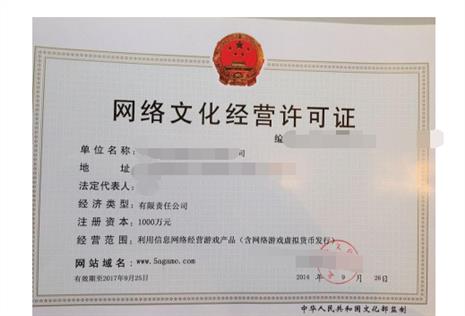 网络文化经营许可证
编
单位名称：司
地址
法定代表人
经济类型：有限责任公司
注册资本：1000万元
经营范围：利用信息网络经营游戏产品（含网络游戏虚拟货币发行）
网站域名：www.5agame.com
有效期至2017年9月25日 2014年9月26日
中华人民共和国文化部监制